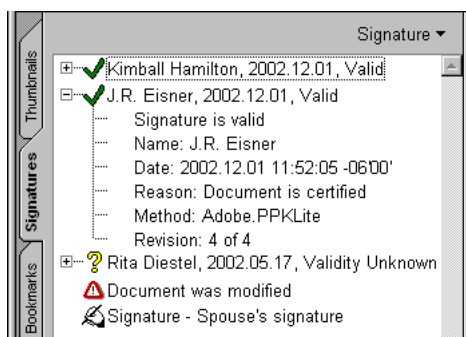 Signature
Thumbnails
Signatures
Bookmarks
Kimball Hamilton, 2002.12.01, Valid
J.R. Eisner, 2002.12.01, Valid
Signature is valid
Name: J.R. Eisner
Date: 2002.12.01 11:52:05 -06'00'
Reason: Document is certified
Method: Adobe.PPKLite
Revision: 4 of 4
Rita Diestel, 2002.05.17, Validity Unknown
Document was modified
Signature - Spouse's signature